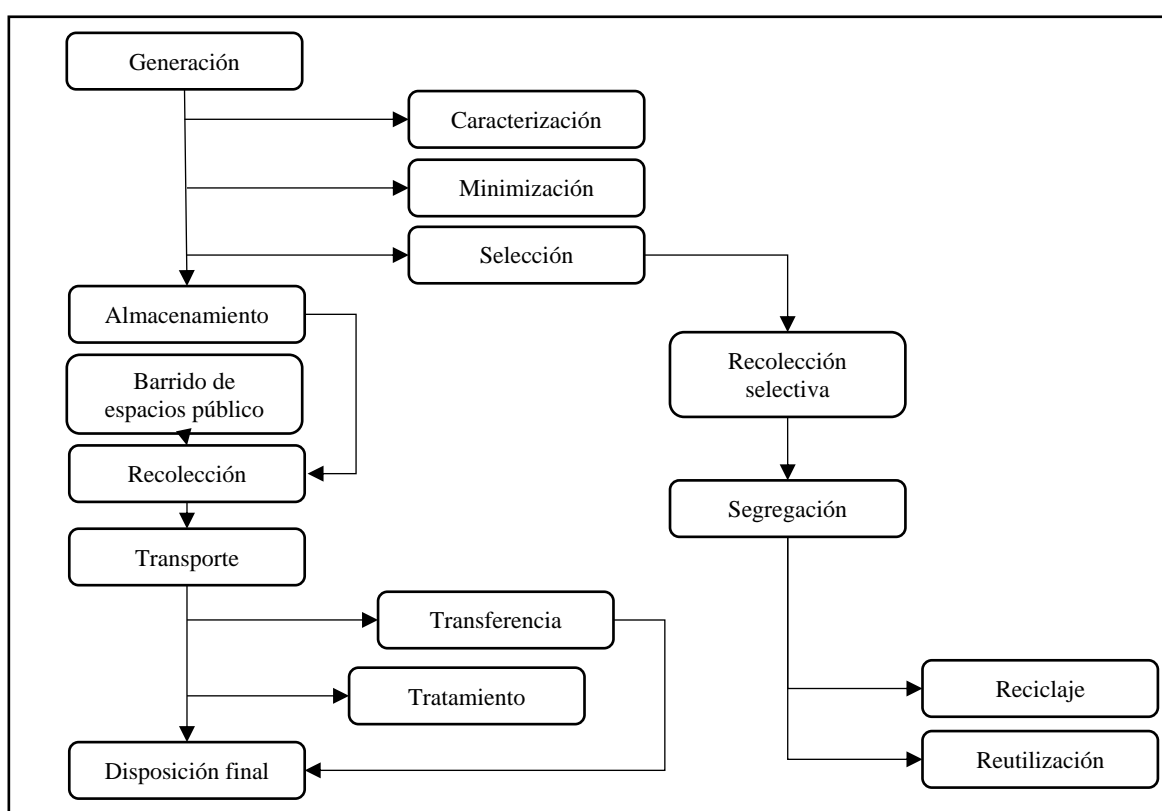 Generación
Caracterización
Minimización
Selección
Almacenamiento
Barrido de
espacios público
Recolección
selectiva
Recolección
Segregación
Transporte
Transferencia
Tratamiento
Reciclaje
Disposición final
Reutilización